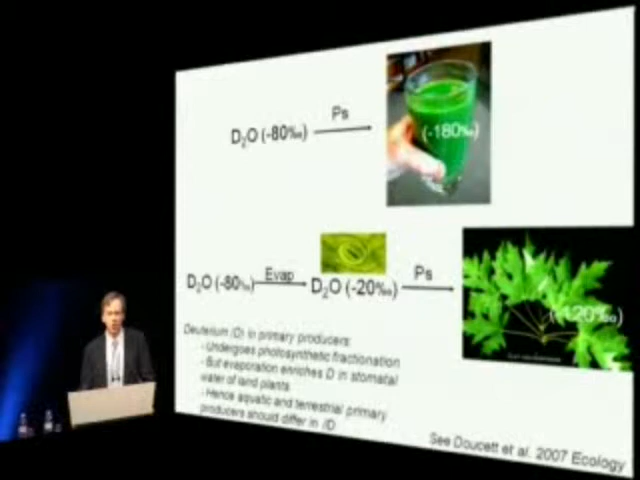 Ps
D₂O (-80‰)
(-180‰)
D₂O (-80‰)
Evap
D₂O (-20‰)
Ps
(-120‰)
Deuterium (D) in primary producers:
- Undergoes photosynthetic fractionation
- But evaporation enriches D in stomatal
water of land plants
- Hence aquatic and terrestrial primary
producers should differ in D
See Doucett et al. 2007 Ecology